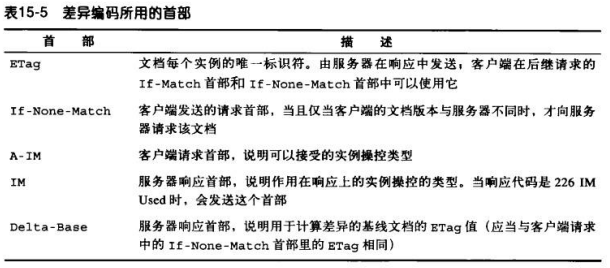 表15-5 差异编码所用的首部
首 部 描 述
ETag 文档每个实例的唯一标识符。由服务器在响应中发送；客户端在后继请求的
If-Match 首部和 If-None-Match 首部中可以使用它
If-None-Match 客户端发送的请求首部，当且仅当客户端的文档版本与服务器不同时，才向服务
器请求该文档
A-IM 客户端请求首部，说明可以接受的实例操控类型
IM 服务器响应首部，说明作用在响应上的实例操控的类型。当响应代码是 226 IM
Used 时，会发送这个首部
Delta-Base 服务器响应首部，说明用于计算差异的基线文档的 ETag 值（应当与客户端请求
中的 If-None-Match 首部里的 ETag 相同）